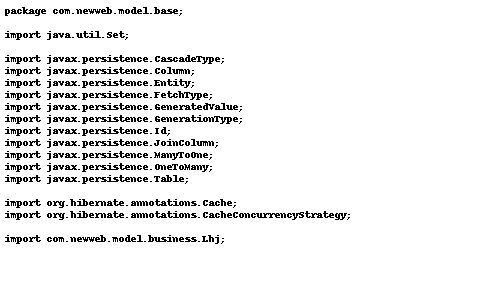 package com.newweb.model.base;

import java.util.Set;

import javax.persistence.CascadeType;
import javax.persistence.Column;
import javax.persistence.Entity;
import javax.persistence.FetchType;
import javax.persistence.GeneratedValue;
import javax.persistence.GenerationType;
import javax.persistence.Id;
import javax.persistence.JoinColumn;
import javax.persistence.ManyToOne;
import javax.persistence.OneToMany;
import javax.persistence.Table;

import org.hibernate.annotations.Cache;
import org.hibernate.annotations.CacheConcurrencyStrategy;

import com.newweb.model.business.Lhj;